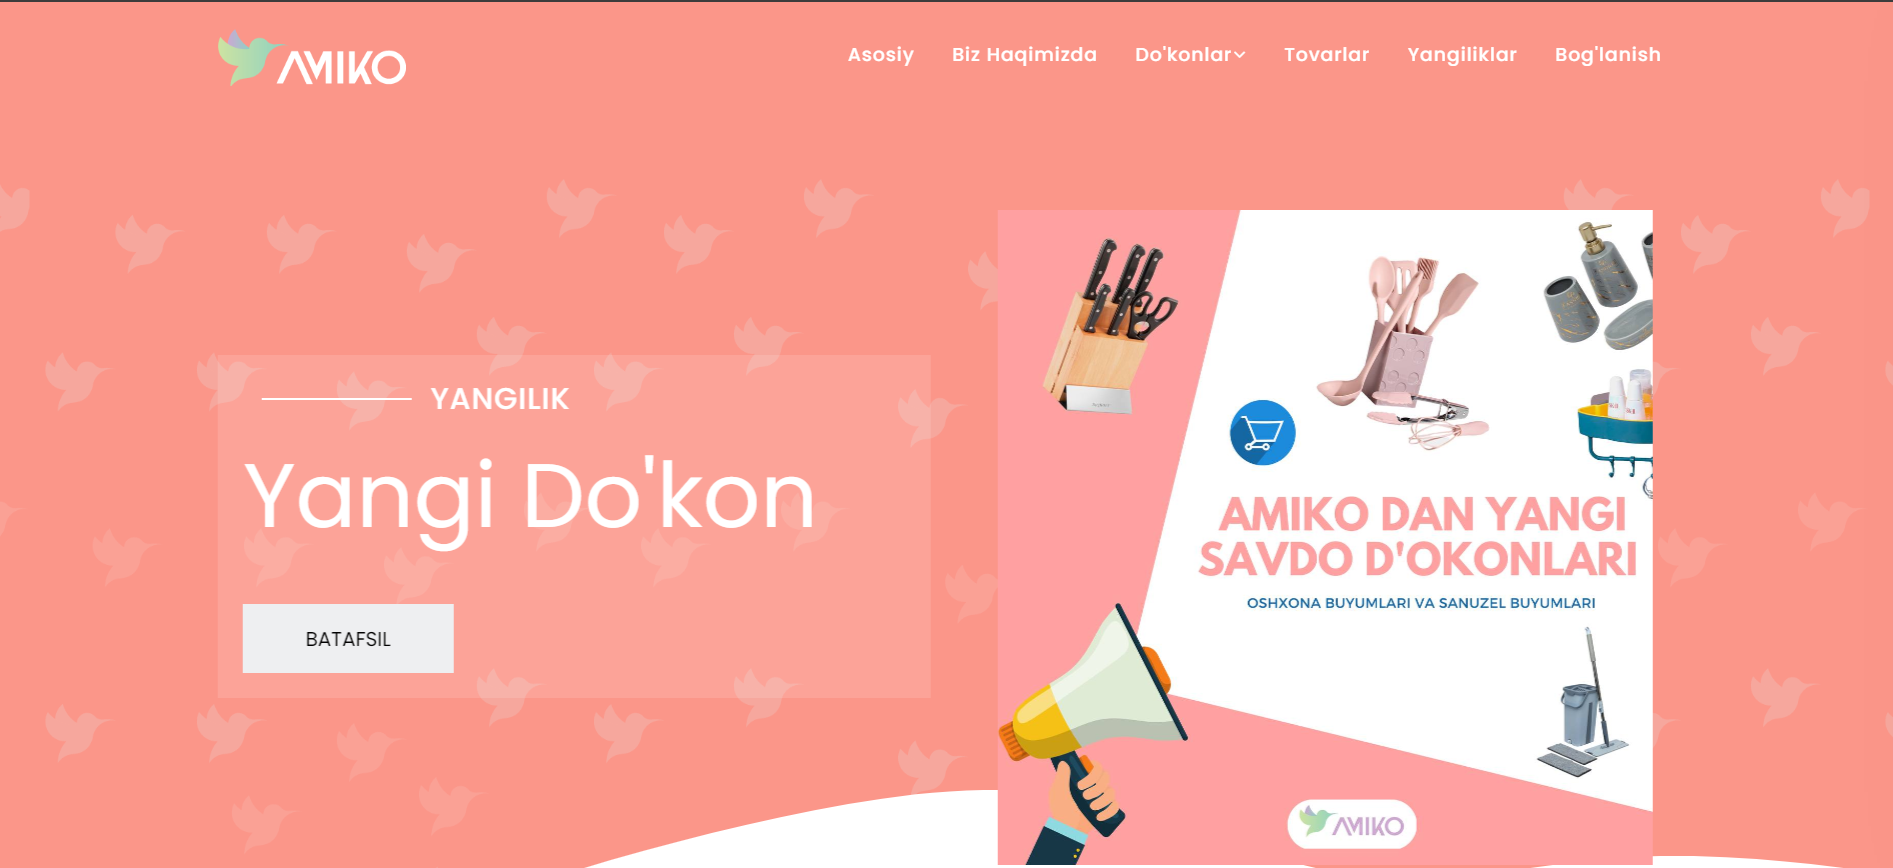 AMIKO
Asosiy Biz Haqimizda Do'konlar Tovarlar Yangiliklar Bog'lanish
YANGILIK
Yangi Do'kon
BATAFSIL
AMIKO DAN YANGI
SAVDO D'OKONLARI
OSHXONA BUYUMLARI VA SANUZEL BUYUMLARI
AMIKO